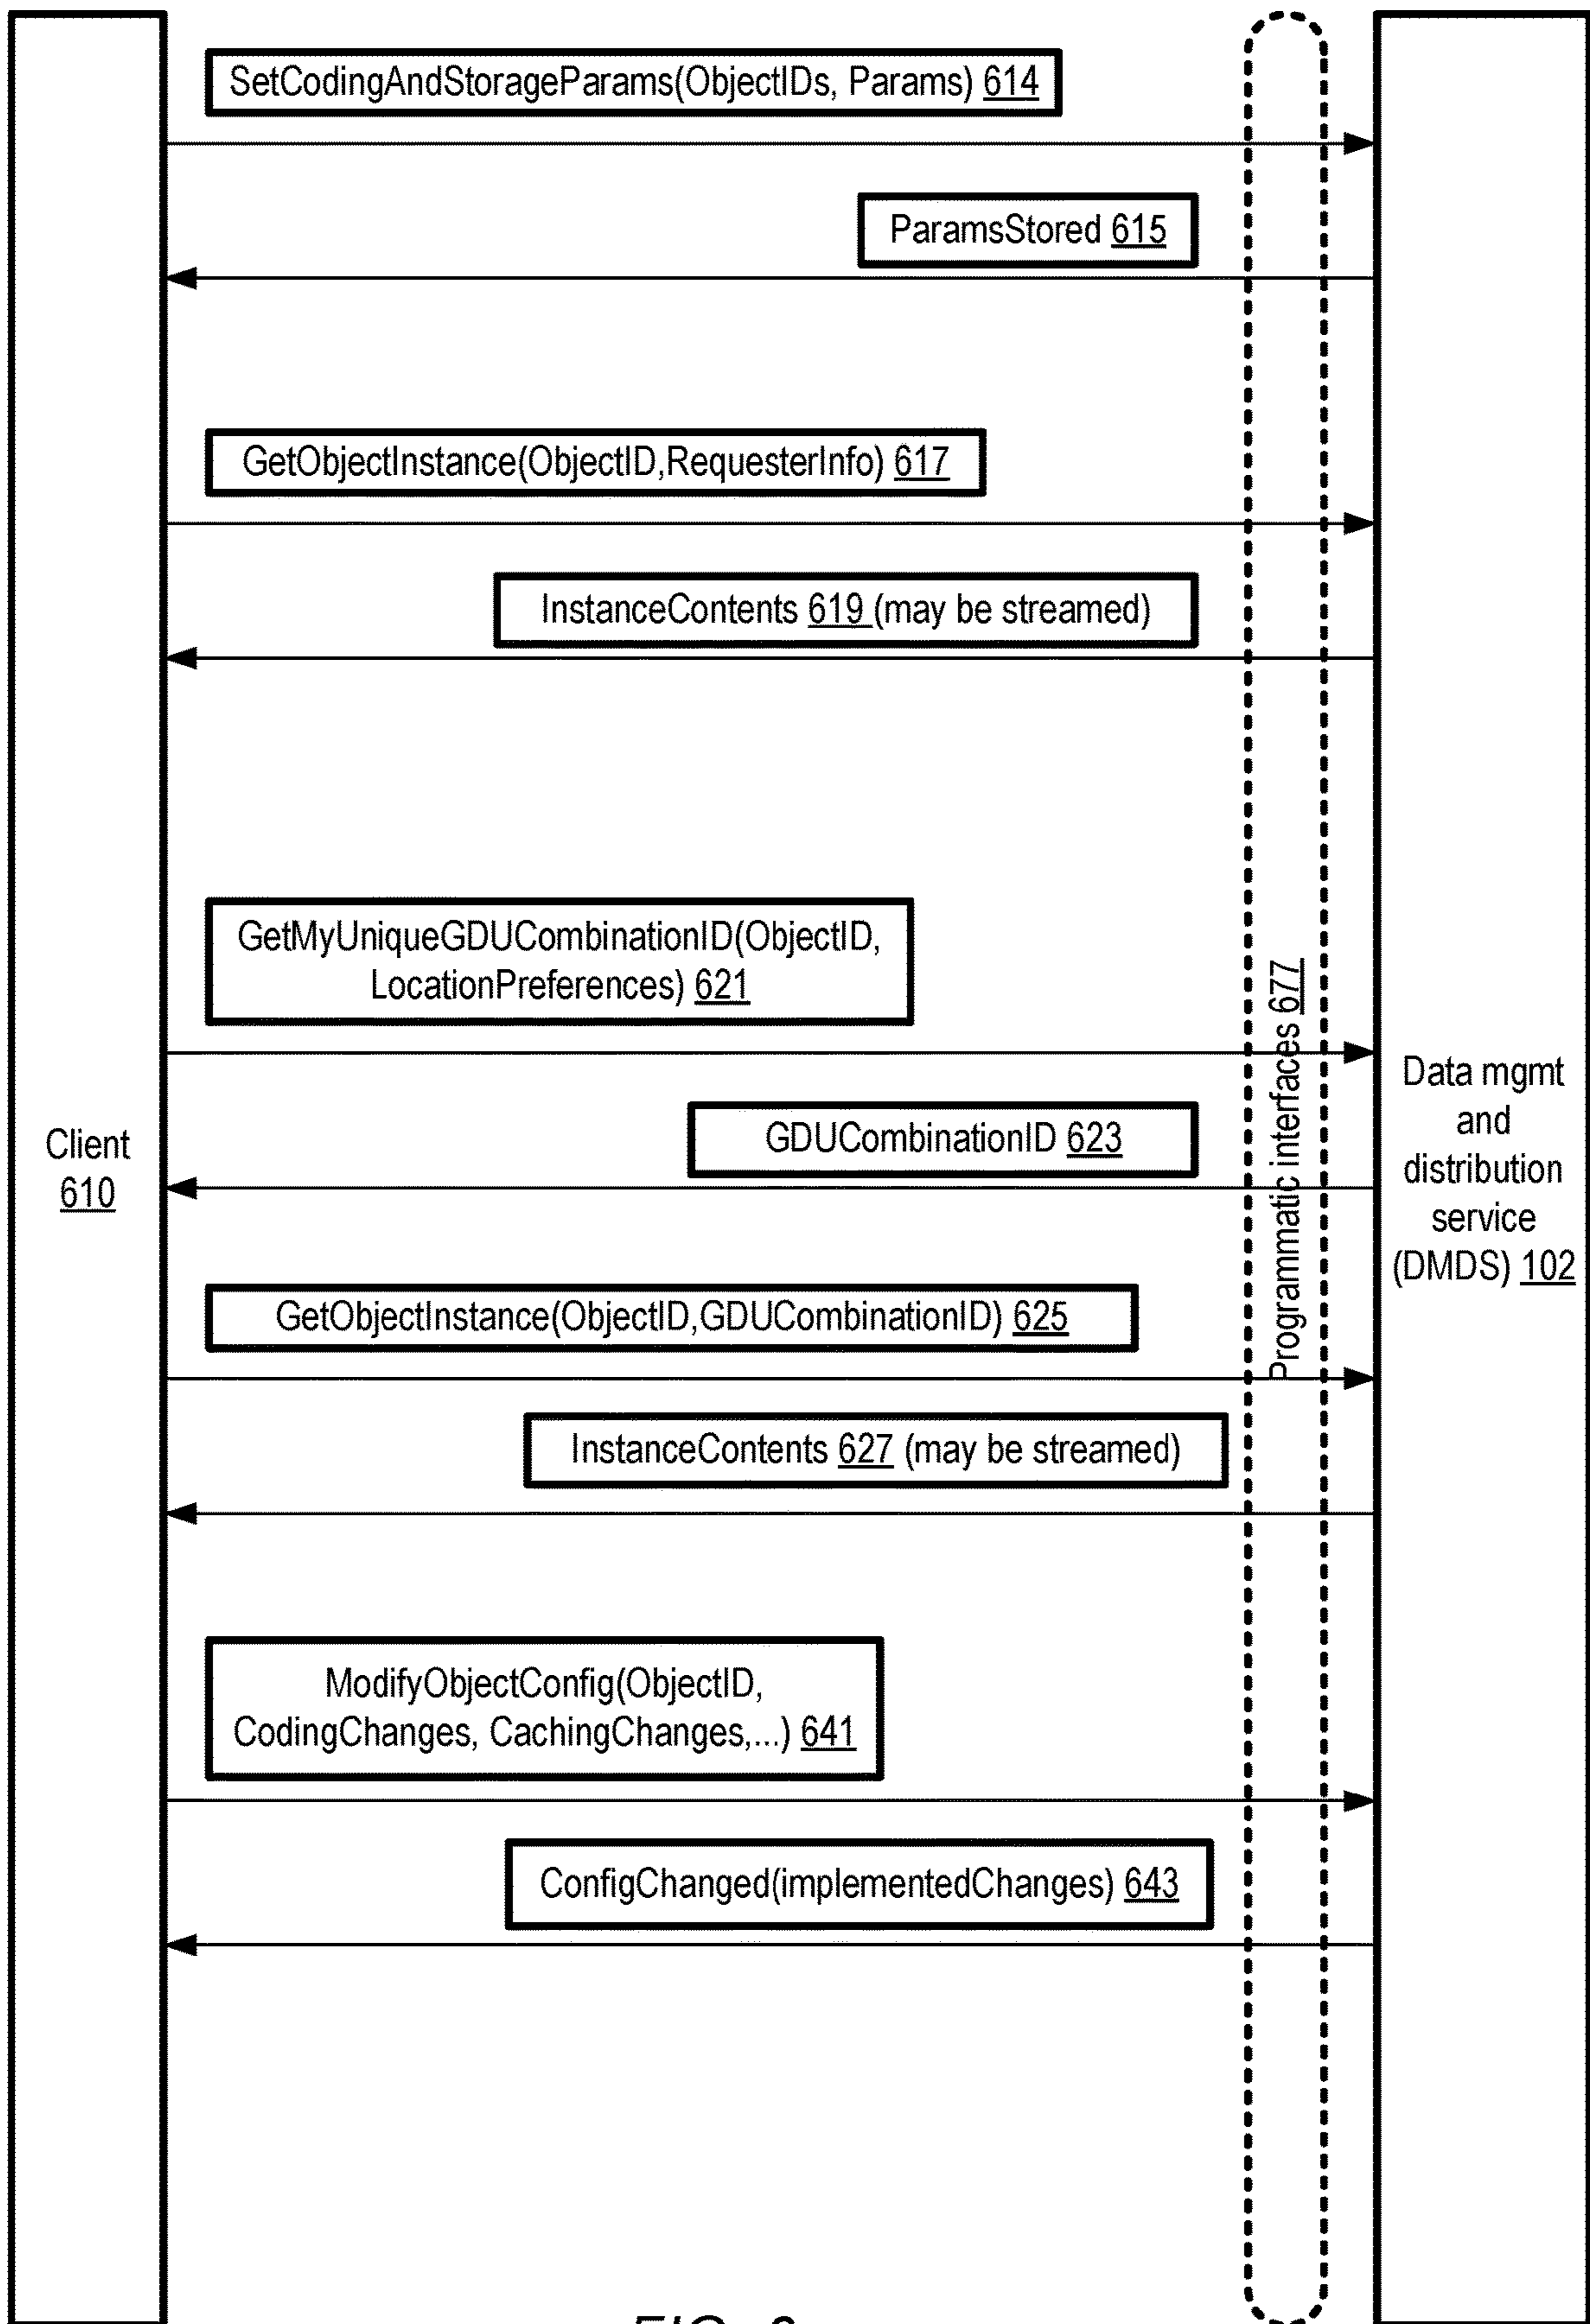 SetCodingAndStorageParams(ObjectIDs, Params) 614
ParamsStored 615
GetObjectInstance(ObjectID,RequesterInfo) 617
InstanceContents 619 (may be streamed)
GetMyUniqueGDUCombinationID(ObjectID,
LocationPreferences) 621
GDUCombinationID 623
GetObjectInstance(ObjectID,GDUCombinationID) 625
InstanceContents 627 (may be streamed)
ModifyObjectConfig(ObjectID,
CodingChanges, CachingChanges,...) 641
ConfigChanged(implementedChanges) 643
Client
610
Programmatic interfaces 677
Data mgmt
and
distribution
service
(DMDS) 102